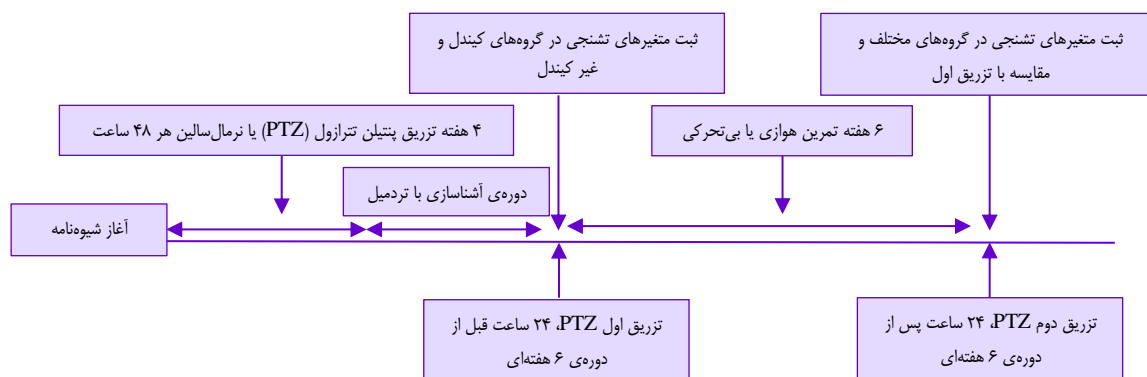 ثبت متغیرهای تشنجی در گروه‌های مختلف و
مقایسه با تزریق اول
ثبت متغیرهای تشنجی در گروه‌های کیندل و
غیر کیندل
۶ هفته تمرین هوازی یا بی‌تحرکی
۴ هفته تزریق پنتیلن تترازول (PTZ) یا نرمال‌سالین هر ۴۸ ساعت
دوره‌ی آشناسازی با تردمیل
آغاز شیوه‌نامه
تزریق دوم PTZ، ۲۴ ساعت پس از
دوره‌ی ۶ هفته‌ای
تزریق اول PTZ، ۲۴ ساعت قبل از
دوره‌ی ۶ هفته‌ای